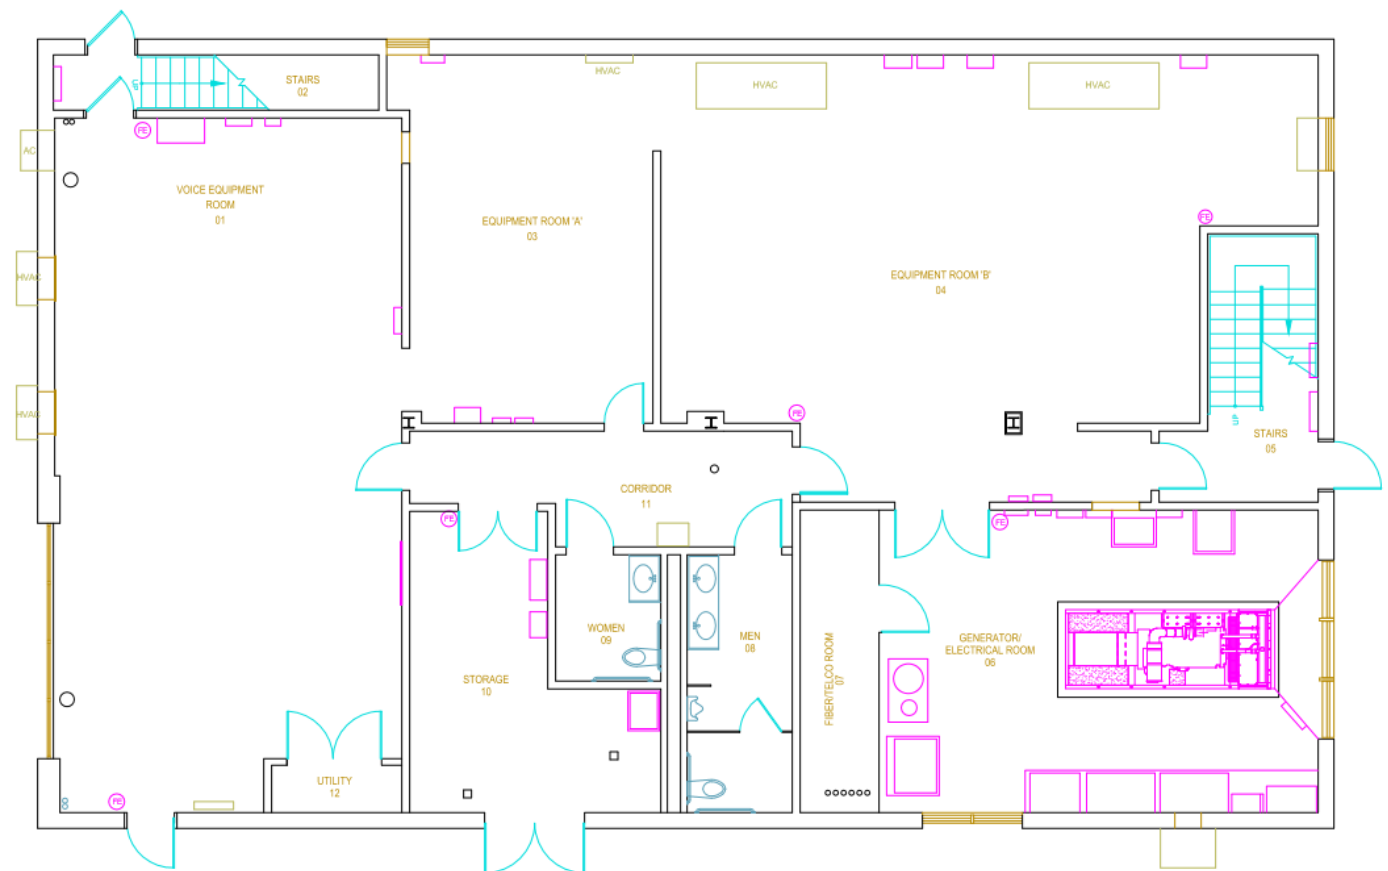 STAIRS
02
UP
HVAC
HVAC
HVAC
FE
AC
VOICE EQUIPMENT
ROOM
01
EQUIPMENT ROOM 'A'
03
FE
HVAC
EQUIPMENT ROOM 'B'
04
HVAC
FE
UP
STAIRS
05
CORRIDOR
11
FE
FE
WOMEN
09
MEN
08
FIBER/TELCO ROOM
07
GENERATOR/
ELECTRICAL ROOM
06
STORAGE
10
UTILITY
12
FE